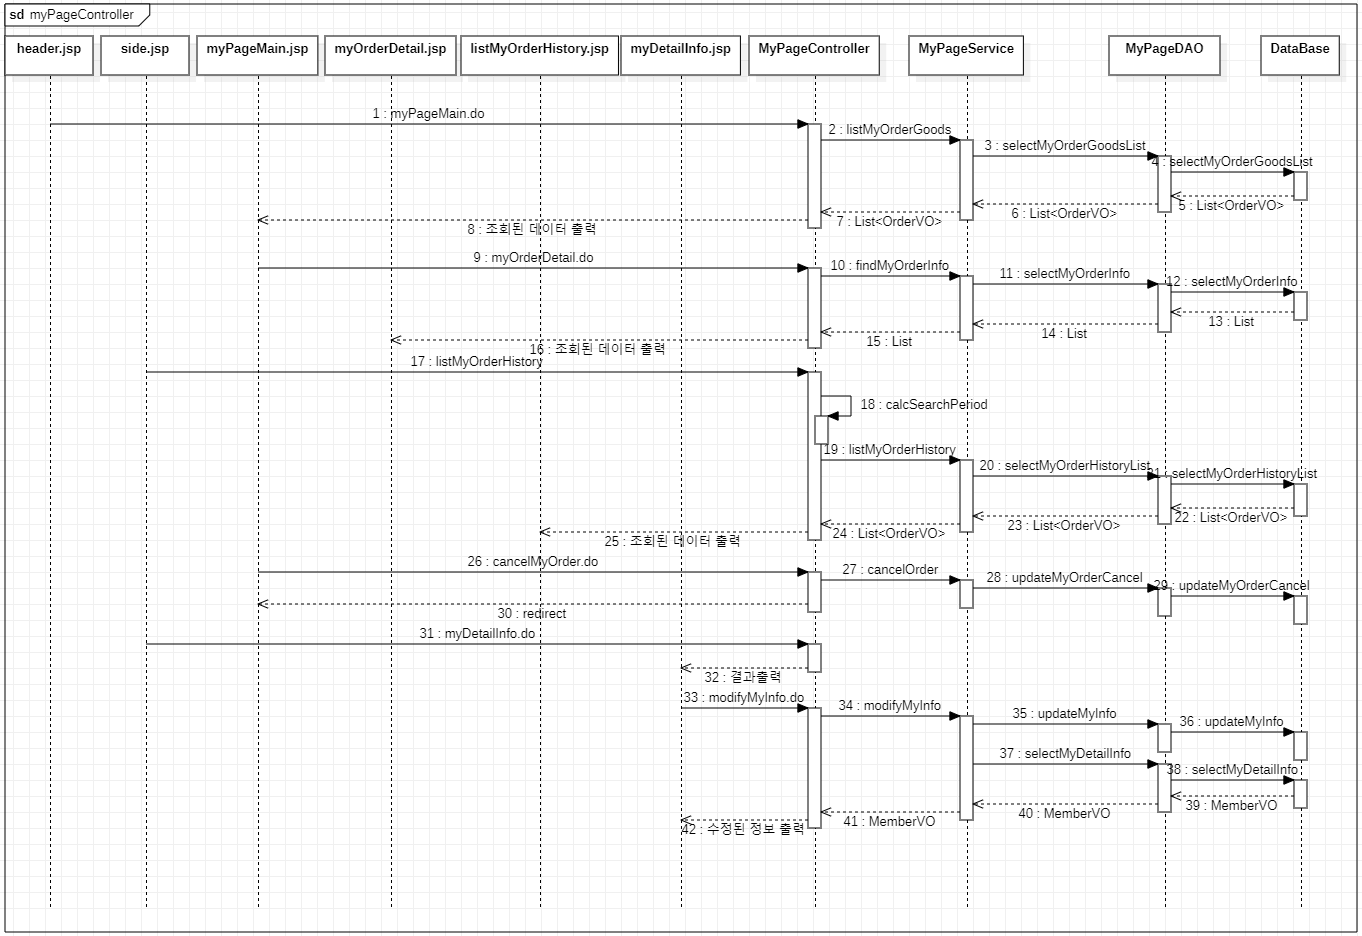 sd myPageController
header.jsp
side.jsp
myPageMain.jsp
myOrderDetail.jsp
listMyOrderHistory.jsp
myDetailInfo.jsp
MyPageController
MyPageService
MyPageDAO
DataBase
1 : myPageMain.do
2 : listMyOrderGoods
3 : selectMyOrderGoodsList
4 : selectMyOrderGoodsList
5 : List<OrderVO>
6 : List<OrderVO>
7 : List<OrderVO>
8 : 조회된 데이터 출력
9 : myOrderDetail.do
10 : findMyOrderInfo
11 : selectMyOrderInfo
12 : selectMyOrderInfo
13 : List
14 : List
15 : List
16 : 조회된 데이터 출력
17 : listMyOrderHistory
18 : calcSearchPeriod
19 : listMyOrderHistory
20 : selectMyOrderHistoryList
21 : selectMyOrderHistoryList
22 : List<OrderVO>
23 : List<OrderVO>
24 : List<OrderVO>
25 : 조회된 데이터 출력
26 : cancelMyOrder.do
27 : cancelOrder
28 : updateMyOrderCancel
29 : updateMyOrderCancel
30 : redirect
31 : myDetailInfo.do
32 : 결과출력
33 : modifyMyInfo.do
34 : modifyMyInfo
35 : updateMyInfo
36 : updateMyInfo
37 : selectMyDetailInfo
38 : selectMyDetailInfo
39 : MemberVO
40 : MemberVO
41 : MemberVO
42 : 수정된 정보 출력